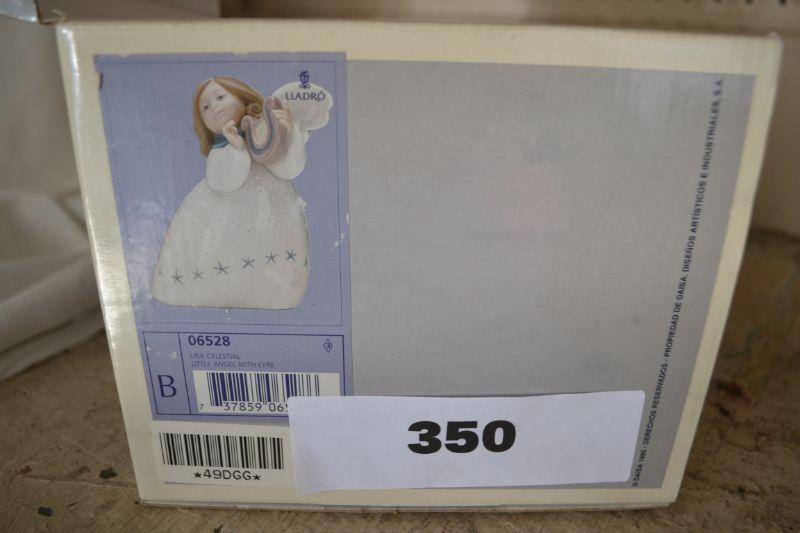 LLADRÓ
06528
LIRA CELESTIAL
LITTLE ANGEL WITH LYRE
B
7 37859 06
350
*49DGG*
© DAISA 1995 · DERECHOS RESERVADOS · PROPIEDAD DE DAISA, DISEÑOS ARTÍSTICOS E INDUSTRIALES, S.A.